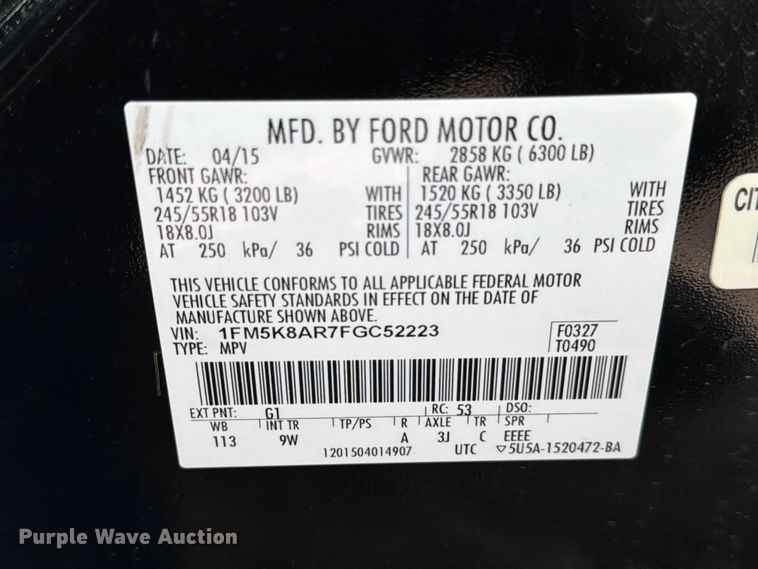 MFD. BY FORD MOTOR CO.
DATE: 04/15 GVWR: 2858 KG ( 6300 LB)
FRONT GAWR: REAR GAWR:
1452 KG ( 3200 LB) WITH 1520 KG ( 3350 LB) WITH
245/55R18 103V TIRES 245/55R18 103V TIRES
18X8.0J RIMS 18X8.0J RIMS
AT 250 kPa/ 36 PSI COLD AT 250 kPa/ 36 PSI COLD
THIS VEHICLE CONFORMS TO ALL APPLICABLE FEDERAL MOTOR
VEHICLE SAFETY STANDARDS IN EFFECT ON THE DATE OF
MANUFACTURE SHOWN ABOVE.
VIN: 1FM5K8AR7FGC52223 F0327
TYPE: MPV T0490
EXT PNT: G1 RC: 53 DSO:
WB INT TR TP/PS R AXLE TR SPR
113 9W A 3J C EEEE
1201504014907 UTC ▽5U5A-1520472-BA
CIT
Purple Wave Auction